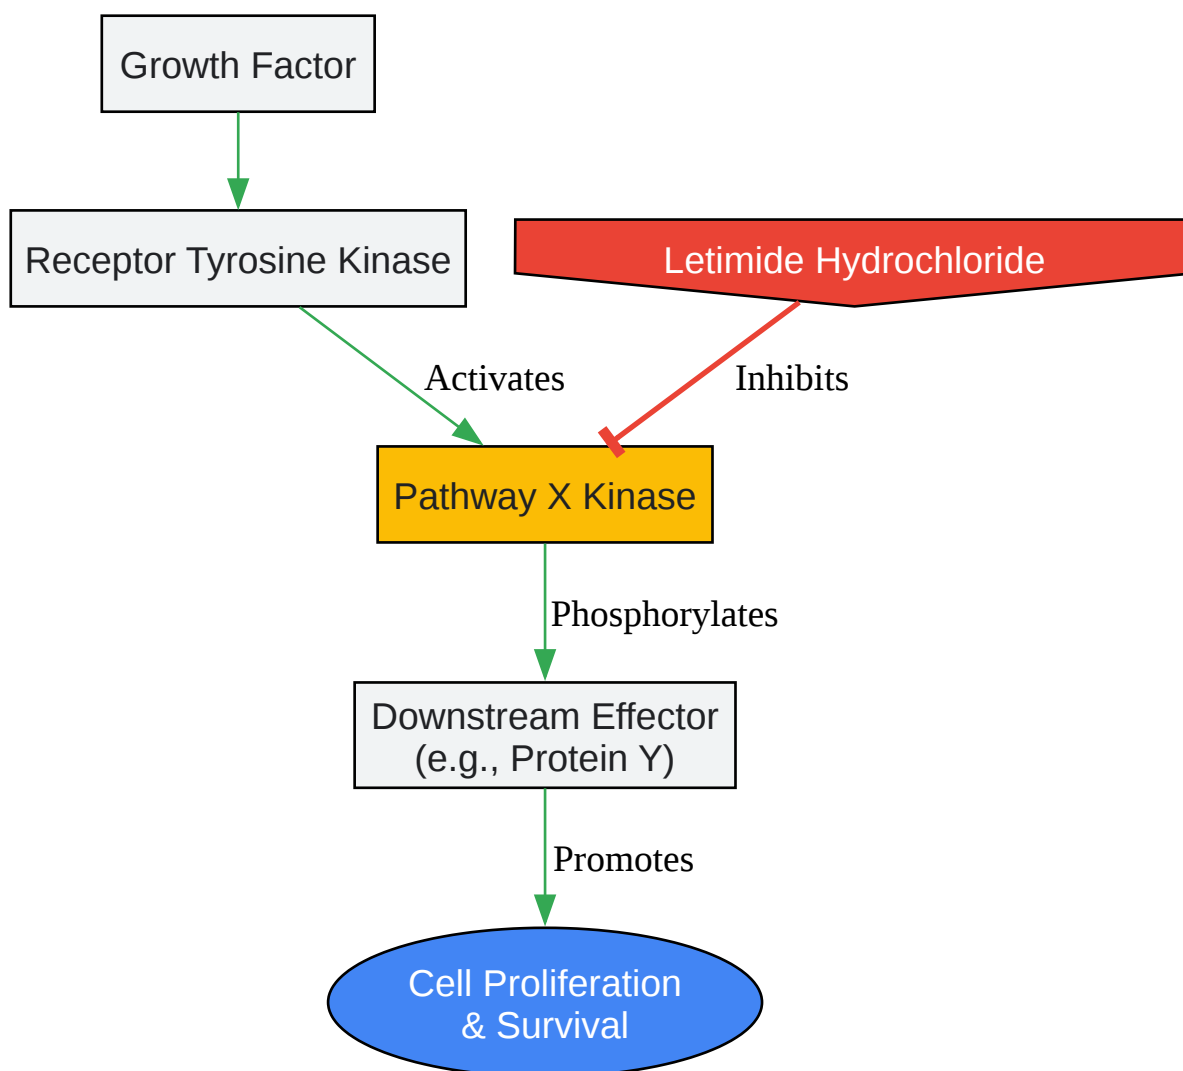 Growth Factor
Receptor Tyrosine Kinase
Letimide Hydrochloride
Activates
Inhibits
Pathway X Kinase
Phosphorylates
Downstream Effector
(e.g., Protein Y)
Promotes
Cell Proliferation
& Survival